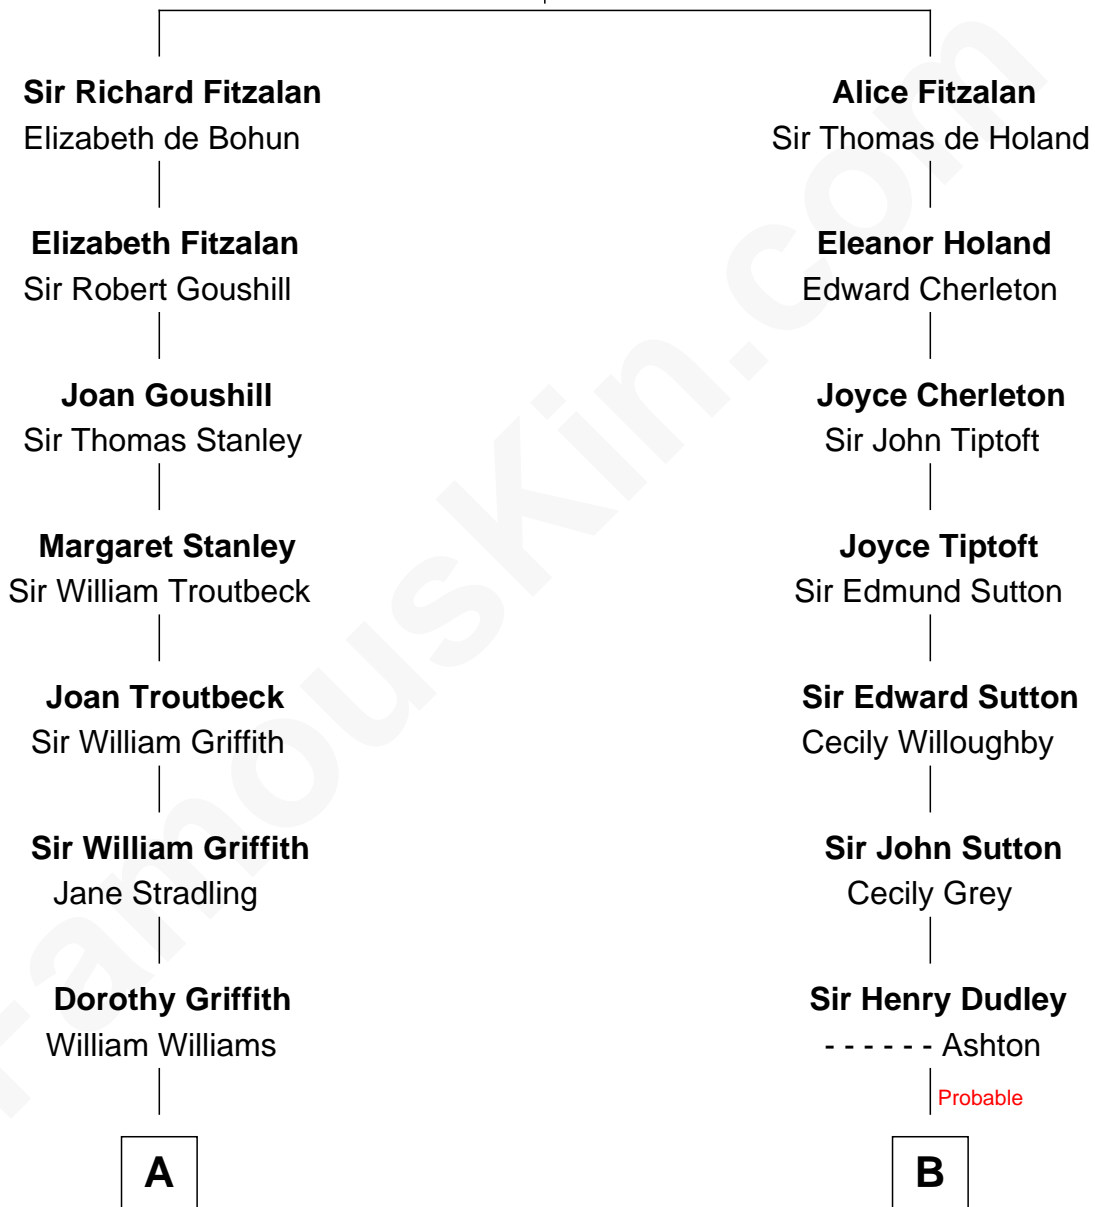 Sir Richard Fitzalan
Elizabeth de Bohun
Elizabeth Fitzalan
Sir Robert Goushill
Joan Goushill
Sir Thomas Stanley
Margaret Stanley
Sir William Troutbeck
Joan Troutbeck
Sir William Griffith
Sir William Griffith
Jane Stradling
Dorothy Griffith
William Williams
A
Alice Fitzalan
Sir Thomas de Holand
Eleanor Holand
Edward Cherleton
Joyce Cherleton
Sir John Tiptoft
Joyce Tiptoft
Sir Edmund Sutton
Sir Edward Sutton
Cecily Willoughby
Sir John Sutton
Cecily Grey
Sir Henry Dudley
- - - - - - Ashton
Probable
B
FamousKin.com